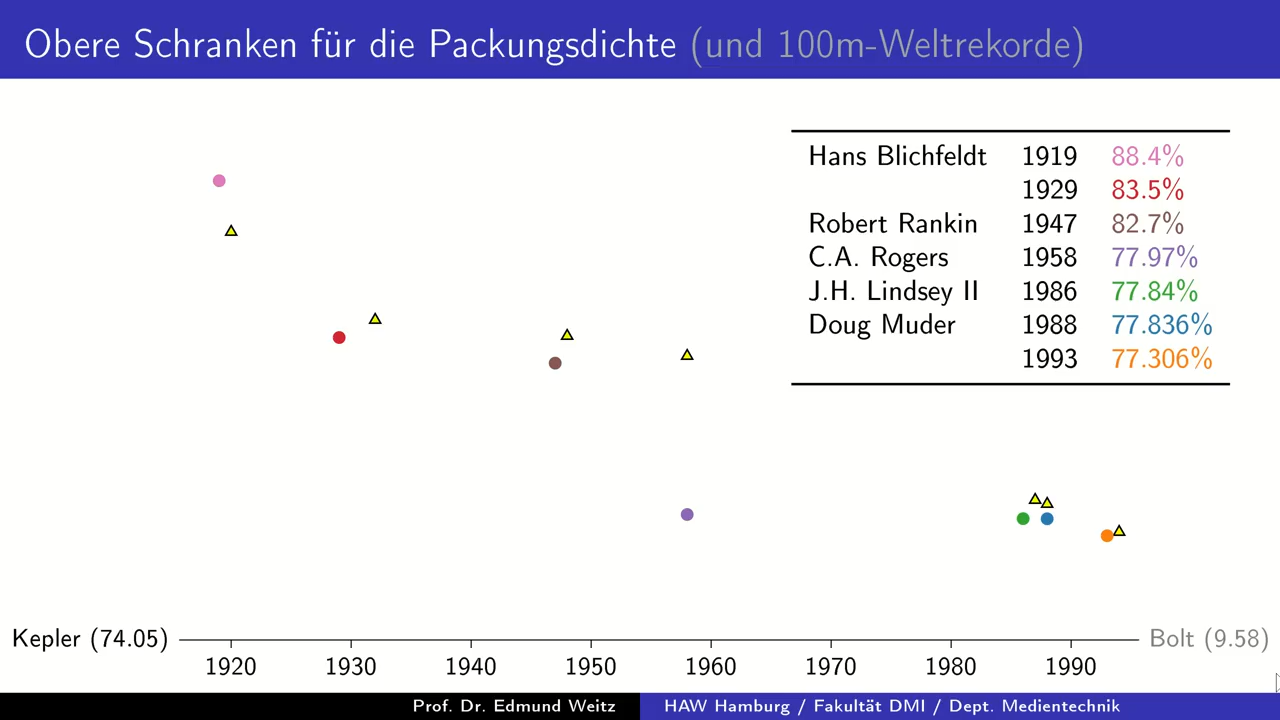 Obere Schranken für die Packungsdichte (und 100m-Weltrekorde)
Hans Blichfeldt 1919 88.4%
1929 83.5%
Robert Rankin 1947 82.7%
C.A. Rogers 1958 77.97%
J.H. Lindsey II 1986 77.84%
Doug Muder 1988 77.836%
1993 77.306%
Kepler (74.05) Bolt (9.58)
1920 1930 1940 1950 1960 1970 1980 1990
Prof. Dr. Edmund Weitz HAW Hamburg / Fakultät DMI / Dept. Medientechnik